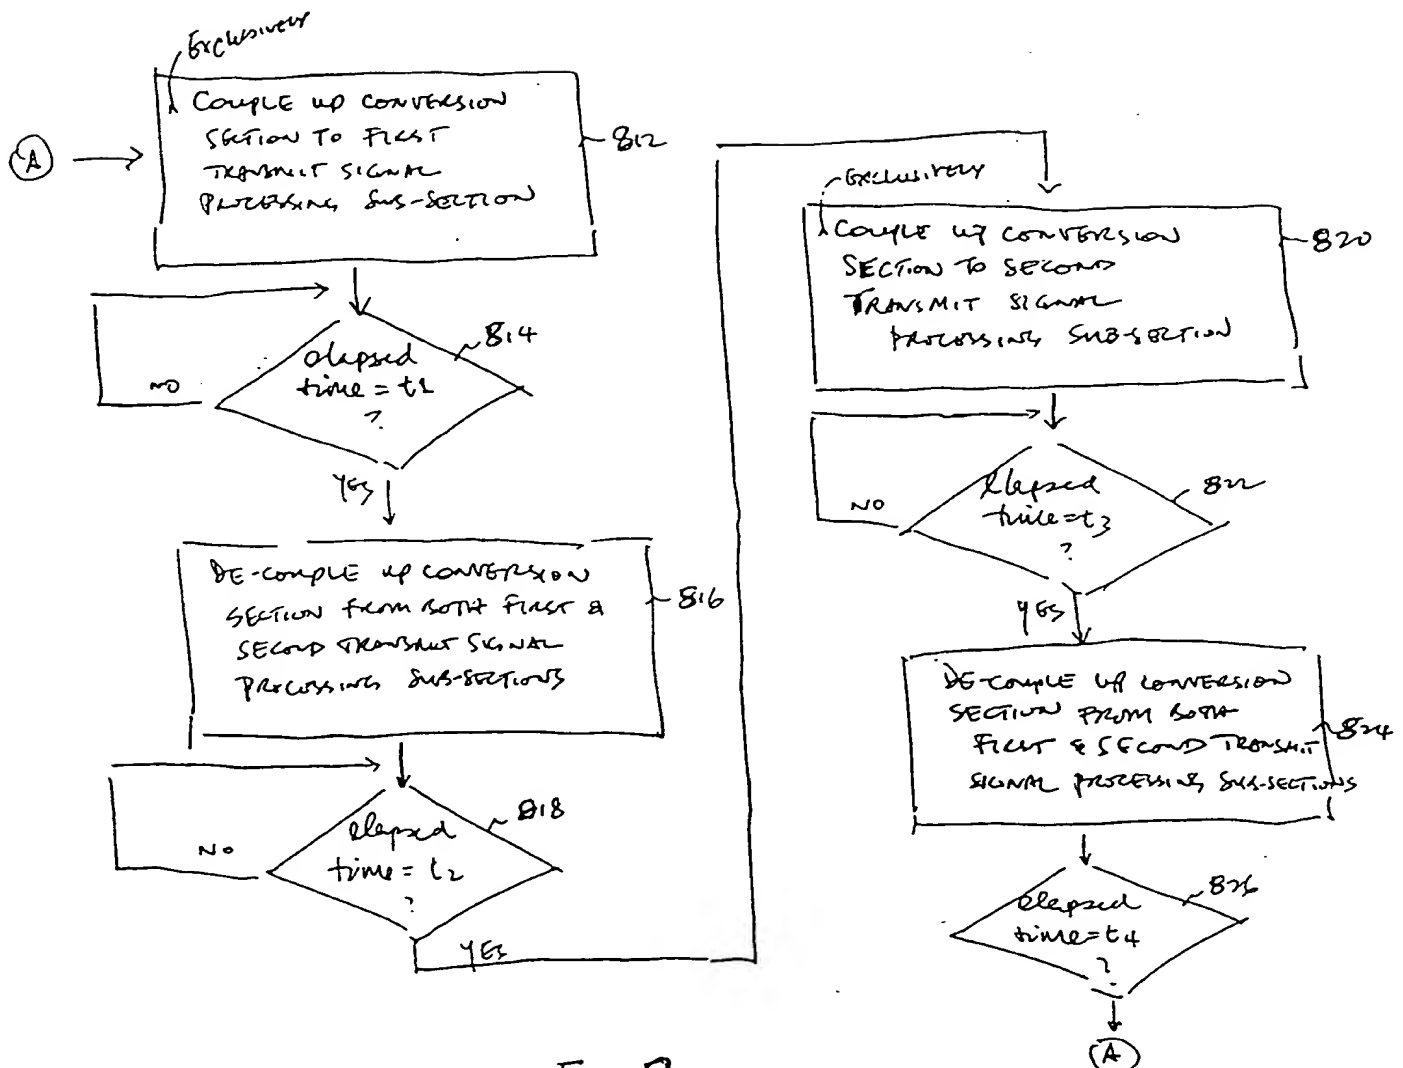 EXCLUSIVELY
A
COUPLE UP CONVERSION
SECTION TO FIRST
TRANSMIT SIGNAL
PROCESSING SUB-SECTION
812
elapsed
time = t1
?
814
NO
YES
DE-COUPLE UP CONVERSION
SECTION FROM BOTH FIRST &
SECOND TRANSMIT SIGNAL
PROCESSING SUB-SECTIONS
816
elapsed
time = t2
?
818
NO
YES
EXCLUSIVELY
COUPLE UP CONVERSION
SECTION TO SECOND
TRANSMIT SIGNAL
PROCESSING SUB-SECTION
820
elapsed
time = t3
?
822
NO
YES
DE-COUPLE UP CONVERSION
SECTION FROM BOTH
FIRST & SECOND TRANSMIT
SIGNAL PROCESSING SUB-SECTIONS
824
elapsed
time = t4
?
826
A